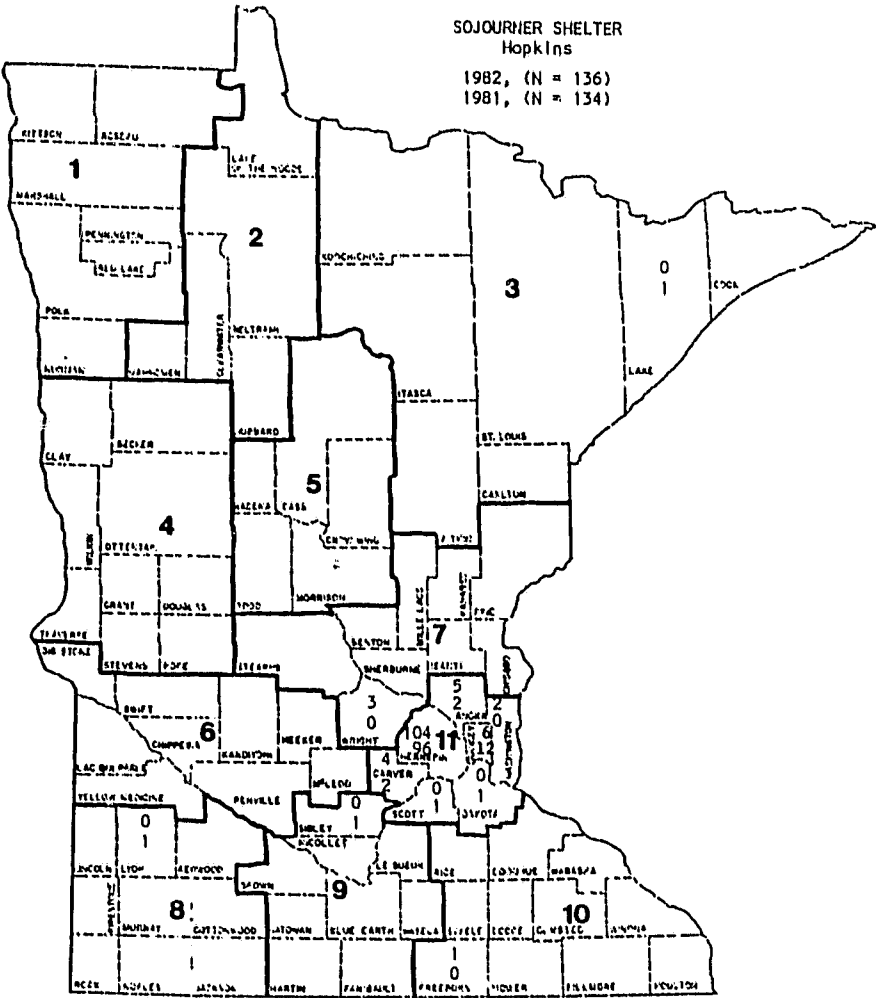 SOJOURNER SHELTER
Hopkins
1982, (N = 136)
1981, (N = 134)
KITTSON
ROSEAU
LAKE
OF THE WOODS
1
MARSHALL
PENNINGTON
RED LAKE
2
KOOCHICHING
3
0
1
COOK
POLK
CLEARWATER
BELTRAMI
NORMAN
MAHNOMEN
LAKE
ITASCA
HUBBARD
ST. LOUIS
BECKER
CLAY
5
WADENA
CASS
CARLTON
4
WILKIN
OTTERTAIL
CROW WING
AITKIN
GRANT
DOUGLAS
TODD
MORRISON
MILLE LACS
KANABEC
PINE
TRAVERSE
BIG STONE
STEVENS
POPE
STEARNS
BENTON
7
SHERBURNE
ISANTI
CHISAGO
SWIFT
6
CHIPPEWA
KANDIYOHI
MEEKER
3
0
WRIGHT
5
2
ANOKA
2
0
WASHINGTON
104
96
HENNEPIN
11
RAMSEY
6
12
LAC QUI PARLE
4
2
CARVER
MCLEOD
YELLOW MEDICINE
RENVILLE
0
1
SIBLEY
0
1
SCOTT
0
1
DAKOTA
0
1
NICOLLET
LINCOLN
LYON
REDWOOD
LE SUEUR
RICE
GOODHUE
WABASHA
BROWN
9
PIPESTONE
8
MURRAY
COTTONWOOD
WATONWAN
BLUE EARTH
WASECA
STEELE
DODGE
OLMSTED
10
WINONA
1
0
ROCK
NOBLES
JACKSON
MARTIN
FARIBAULT
FREEBORN
MOWER
FILLMORE
HOUSTON